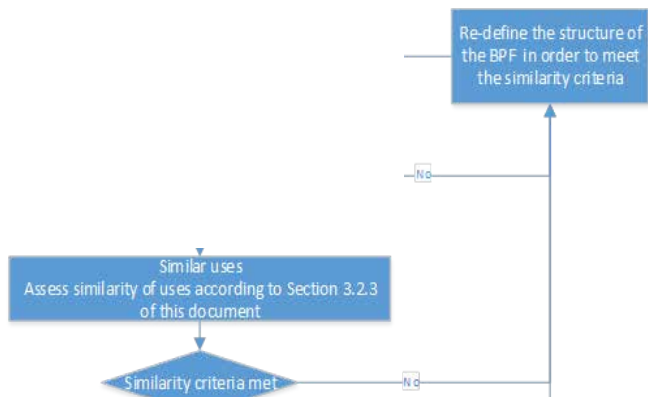 Re-define the structure of
the BPF in order to meet
the similarity criteria
No
Similar uses
Assess similarity of uses according to Section 3.2.3
of this document
Similarity criteria met
No